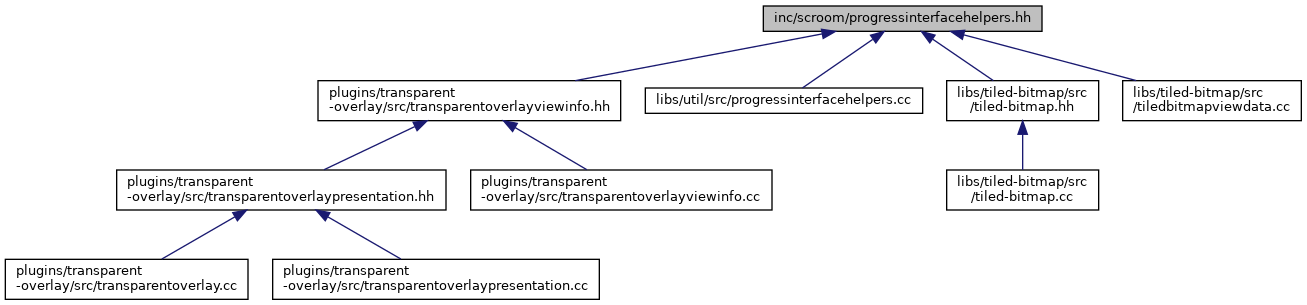 inc/scroom/progressinterfacehelpers.hh
plugins/transparent
-overlay/src/transparentoverlayviewinfo.hh
libs/util/src/progressinterfacehelpers.cc
libs/tiled-bitmap/src
/tiled-bitmap.hh
libs/tiled-bitmap/src
/tiledbitmapviewdata.cc
plugins/transparent
-overlay/src/transparentoverlaypresentation.hh
plugins/transparent
-overlay/src/transparentoverlayviewinfo.cc
libs/tiled-bitmap/src
/tiled-bitmap.cc
plugins/transparent
-overlay/src/transparentoverlay.cc
plugins/transparent
-overlay/src/transparentoverlaypresentation.cc